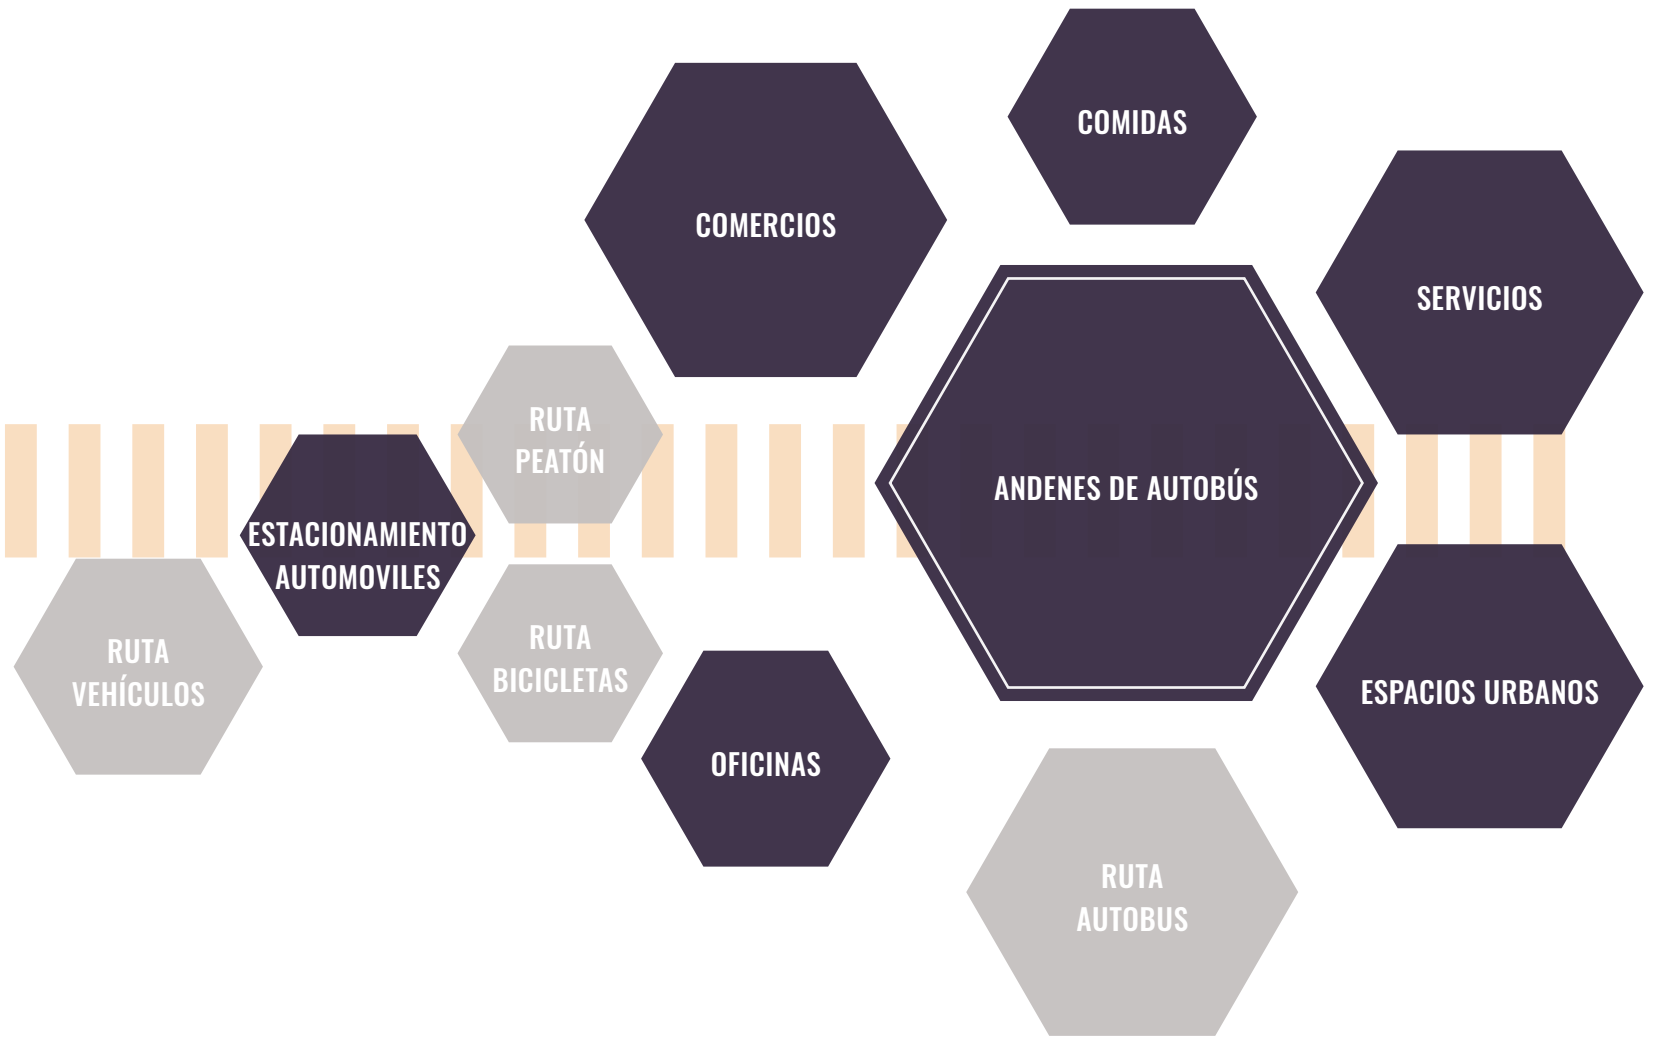 COMIDAS
COMERCIOS
SERVICIOS
RUTA
PEATÓN
ANDENES DE AUTOBÚS
ESTACIONAMIENTO
AUTOMOVILES
RUTA
VEHÍCULOS
RUTA
BICICLETAS
OFICINAS
ESPACIOS URBANOS
RUTA
AUTOBUS